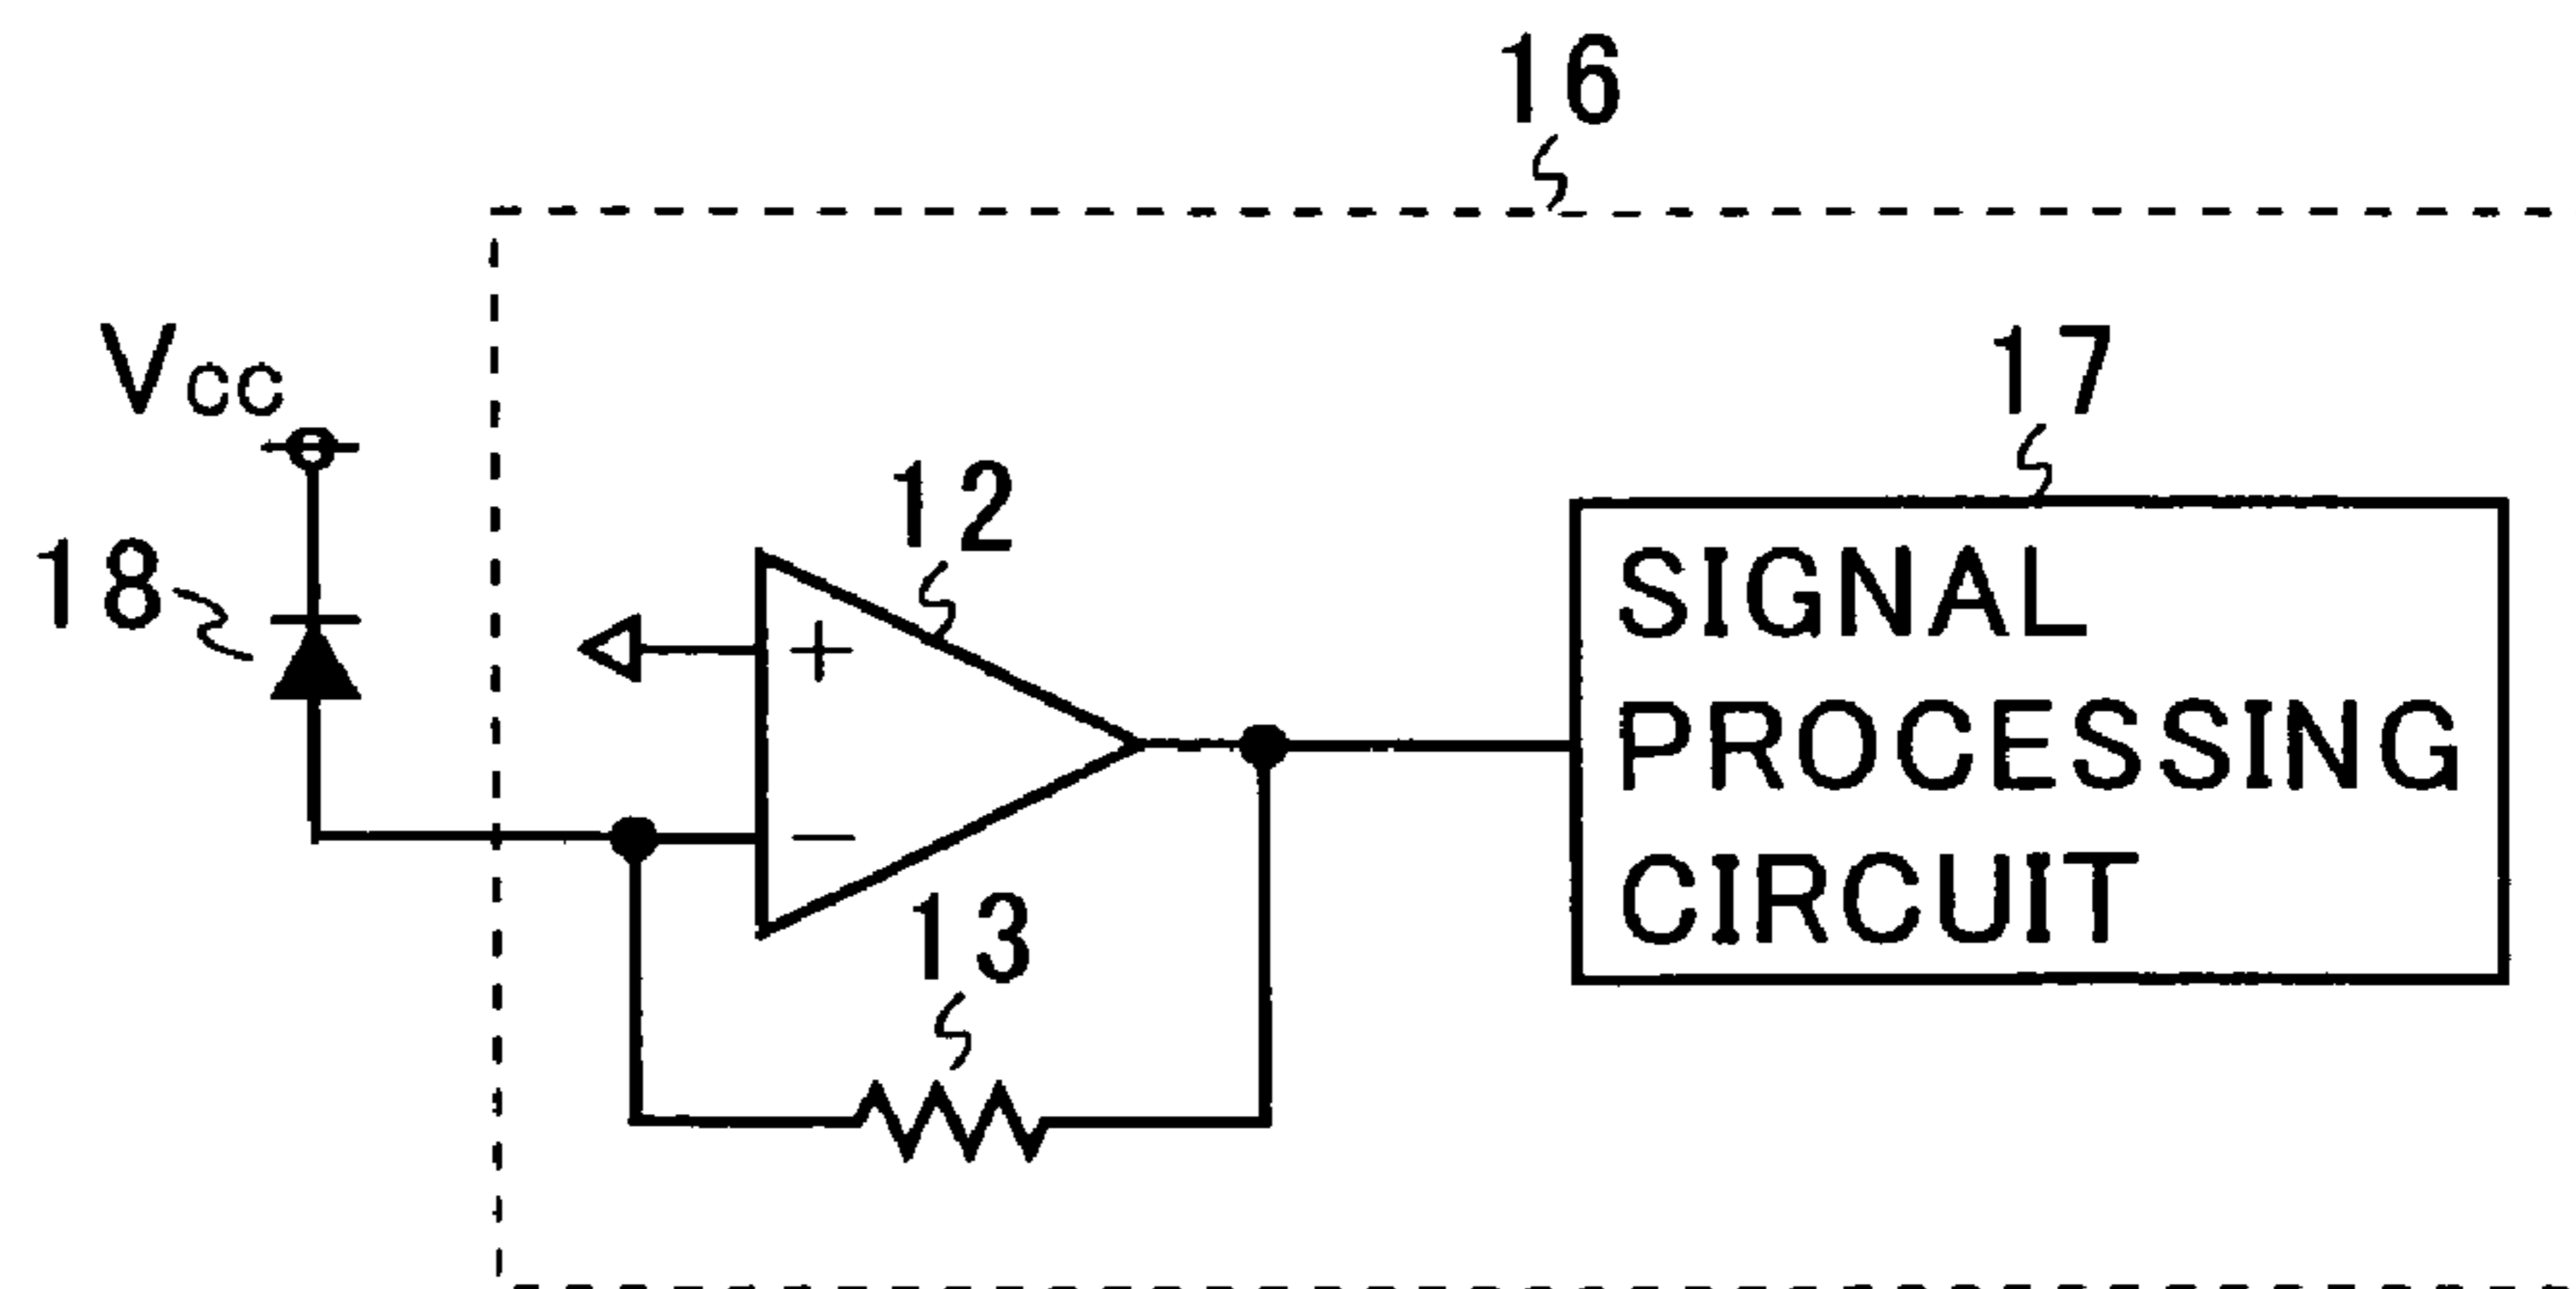 16
Vcc
17
12
18
+
SIGNAL
PROCESSING
CIRCUIT
−
13